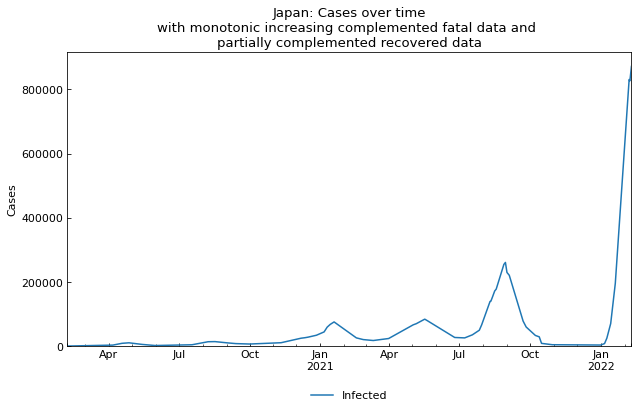 Japan: Cases over time
with monotonic increasing complemented fatal data and
partially complemented recovered data
800000
600000
400000
200000
0
Cases
Apr
Jul
Oct
Jan
2021
Apr
Jul
Oct
Jan
2022
Infected